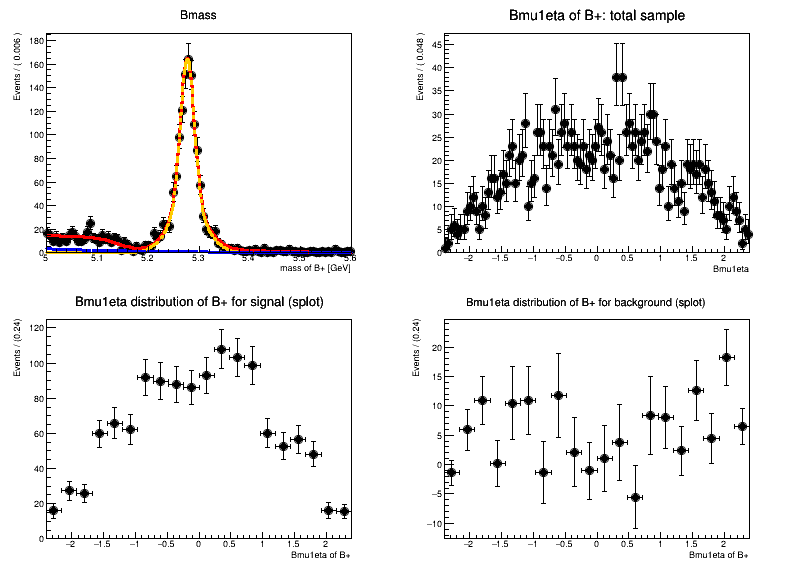 Bmass
Events / ( 0.006 )
180
160
140
120
100
80
60
40
20
0
5 5.1 5.2 5.3 5.4 5.5 5.6
mass of B+ [GeV]
Bmu1eta of B+: total sample
Events / ( 0.048 )
45
40
35
30
25
20
15
10
5
0
−2 −1.5 −1 −0.5 0 0.5 1 1.5 2
Bmu1eta
Bmu1eta distribution of B+ for signal (splot)
Events / (0.24)
120
100
80
60
40
20
0
−2 −1.5 −1 −0.5 0 0.5 1 1.5 2
Bmu1eta of B+
Bmu1eta distribution of B+ for background (splot)
Events / (0.24)
20
15
10
5
0
−5
−10
−2 −1.5 −1 −0.5 0 0.5 1 1.5 2
Bmu1eta of B+